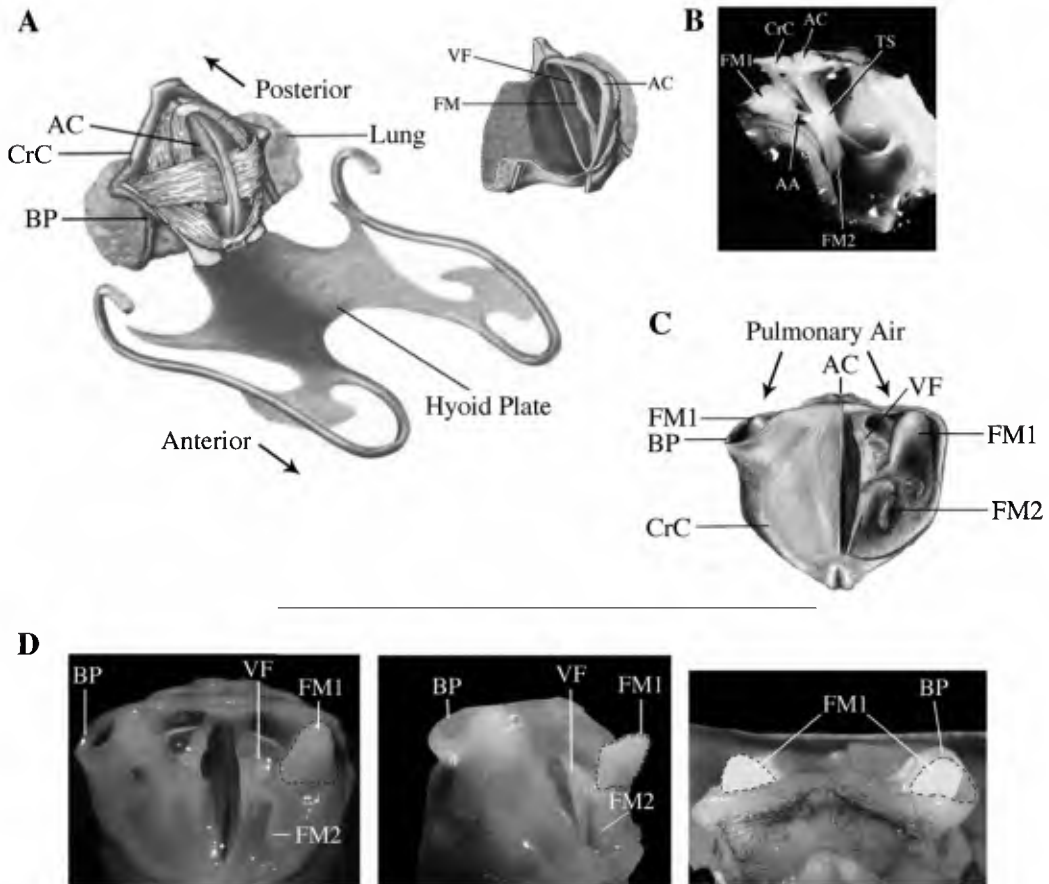 A
Posterior
AC
CrC
Lung
BP
Hyoid Plate
Anterior
VF
AC
FM
B
CrC
AC
TS
FM1
AA
FM2
C
Pulmonary Air
AC
VF
FM1
BP
FM1
FM2
CrC
D
BP
VF
FM1
FM2
BP
VF
FM1
FM2
BP
FM1